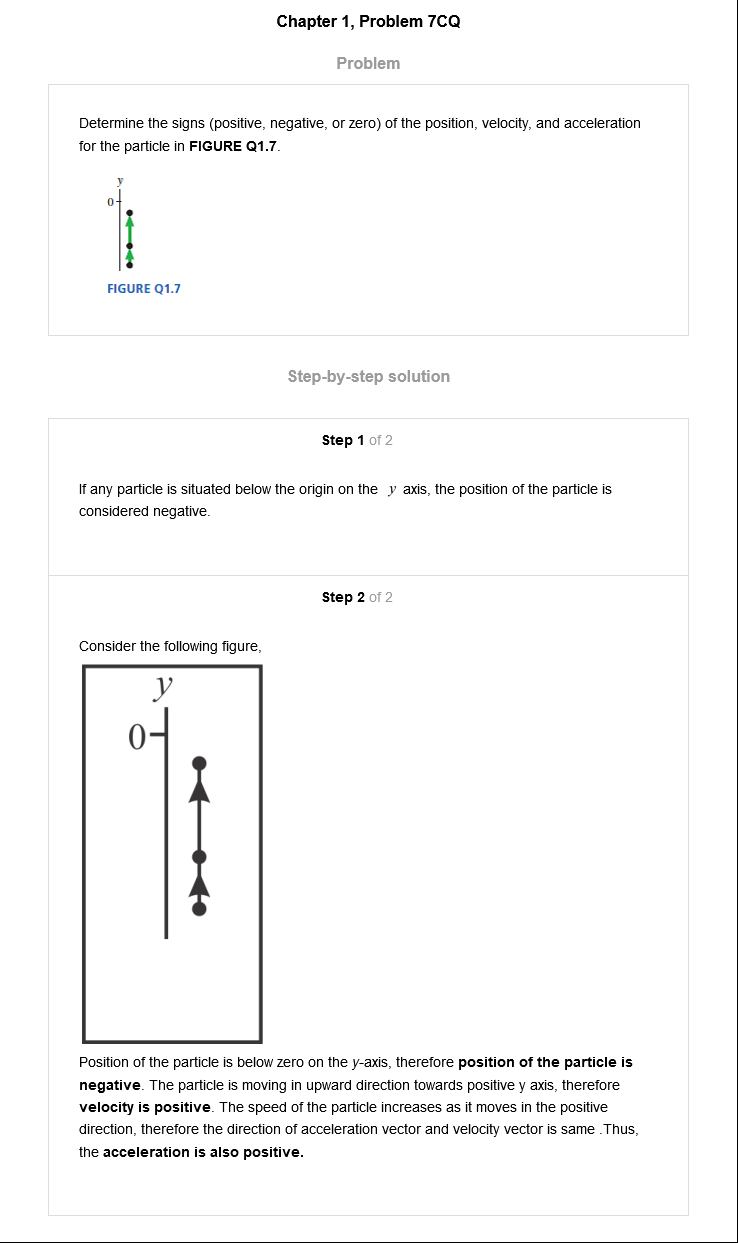 Chapter 1, Problem 7CQ
Problem
Determine the signs (positive, negative, or zero) of the position, velocity, and acceleration
for the particle in FIGURE Q1.7.
y
0
FIGURE Q1.7
Step-by-step solution
Step 1 of 2
If any particle is situated below the origin on the y axis, the position of the particle is
considered negative.
Step 2 of 2
Consider the following figure,
y
0
Position of the particle is below zero on the y-axis, therefore position of the particle is
negative. The particle is moving in upward direction towards positive y axis, therefore
velocity is positive. The speed of the particle increases as it moves in the positive
direction, therefore the direction of acceleration vector and velocity vector is same .Thus,
the acceleration is also positive.